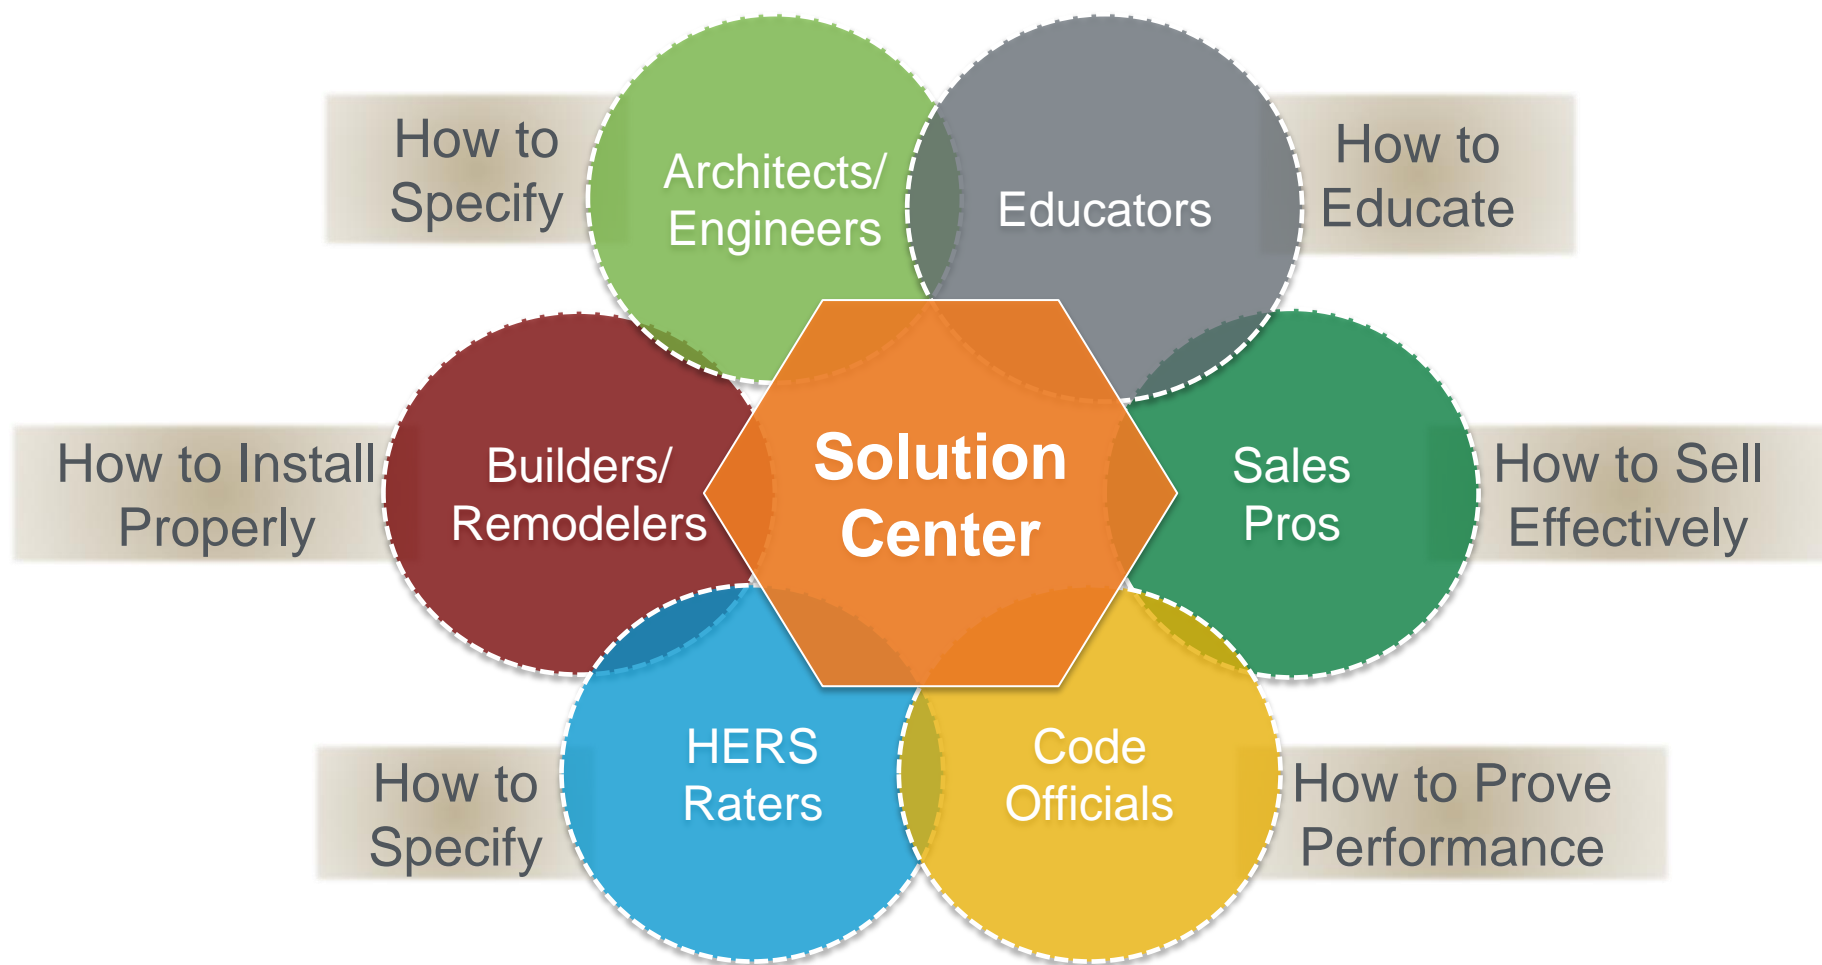 How to
Specify
Architects/
Engineers
Educators
How to
Educate
How to Install
Properly
Builders/
Remodelers
Solution
Center
Sales
Pros
How to Sell
Effectively
How to
Specify
HERS
Raters
Code
Officials
How to Prove
Performance